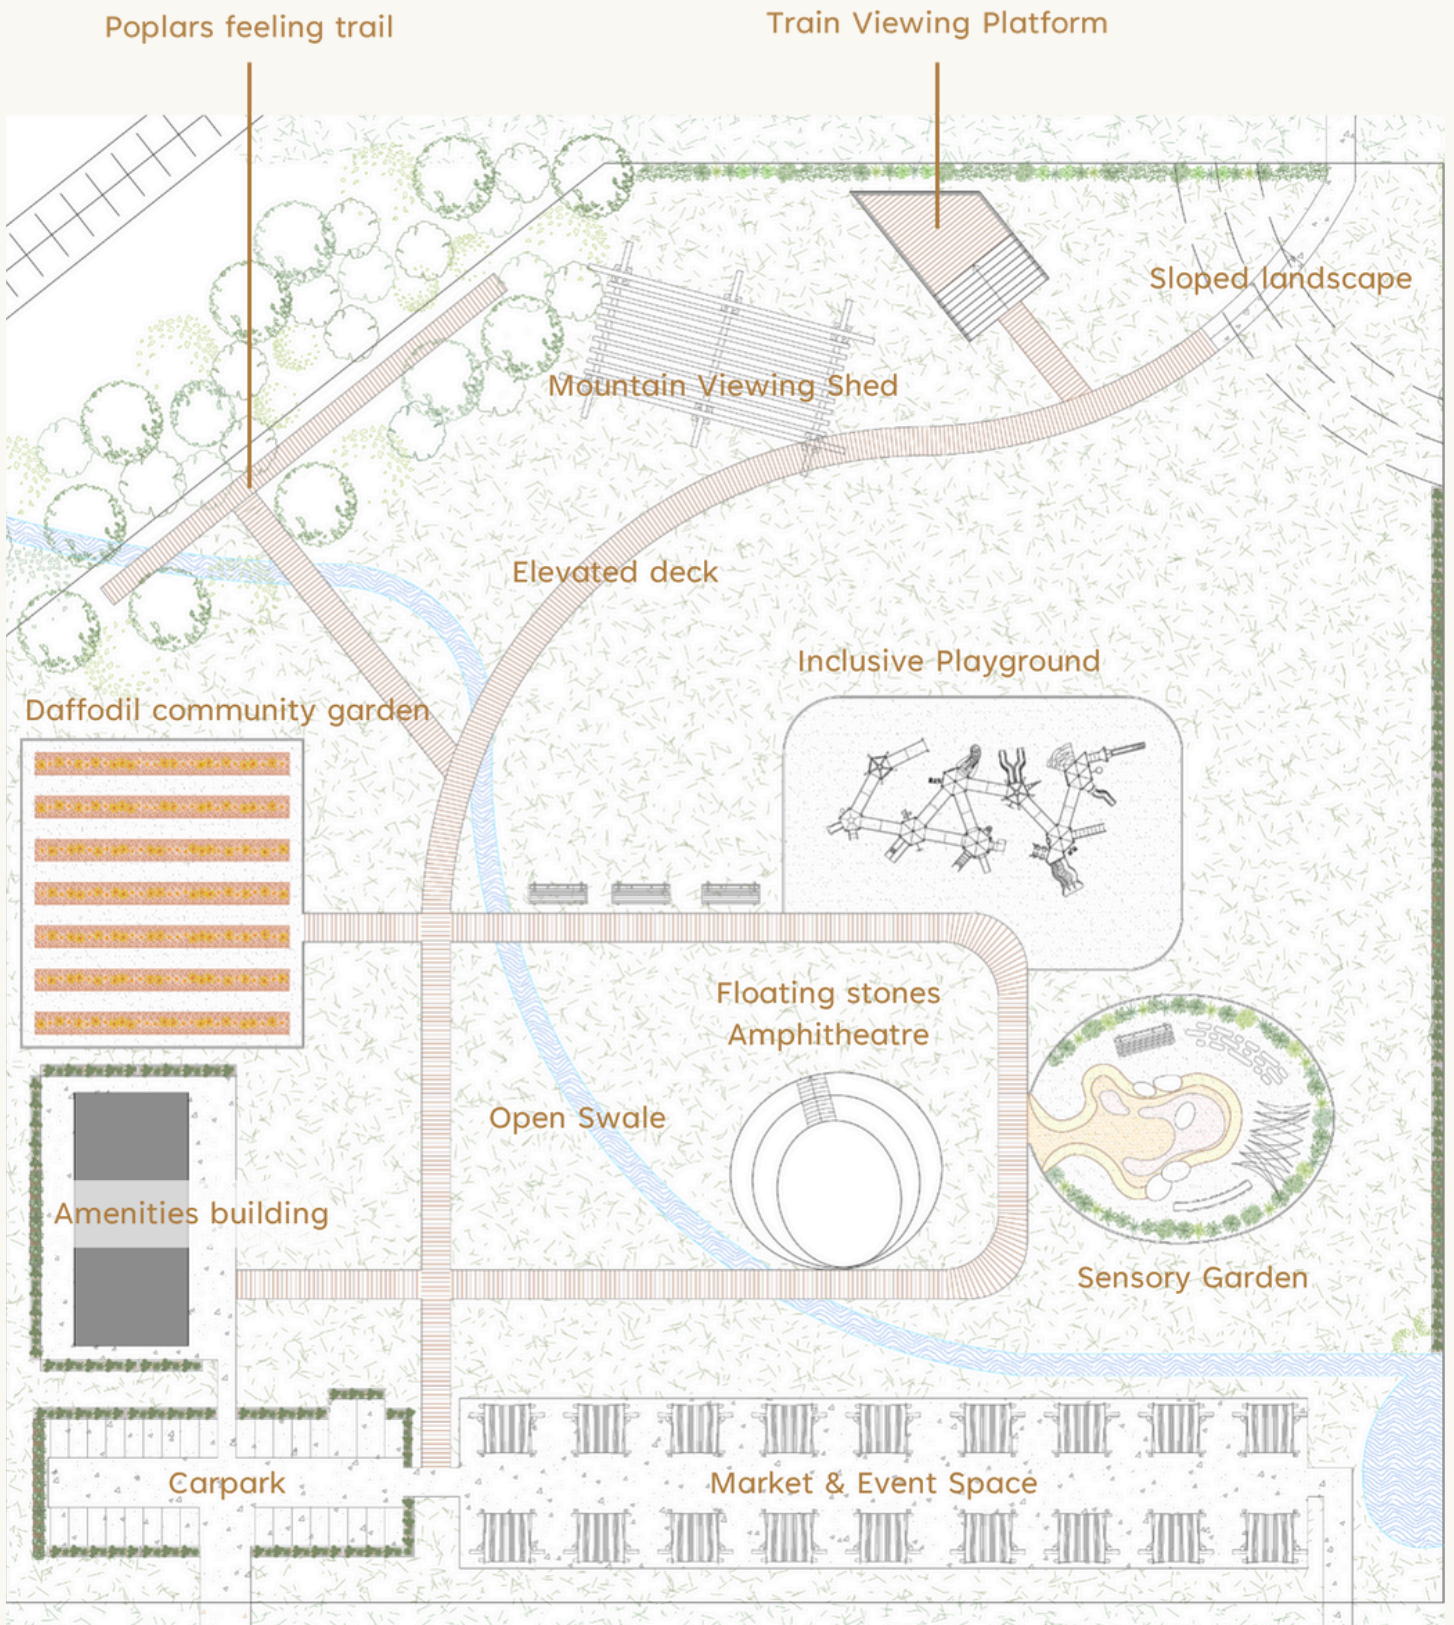 Poplars feeling trail
Train Viewing Platform
Sloped landscape
Mountain Viewing Shed
Elevated deck
Inclusive Playground
Daffodil community garden
Floating stones
Amphitheatre
Open Swale
Amenities building
Sensory Garden
Carpark
Market & Event Space